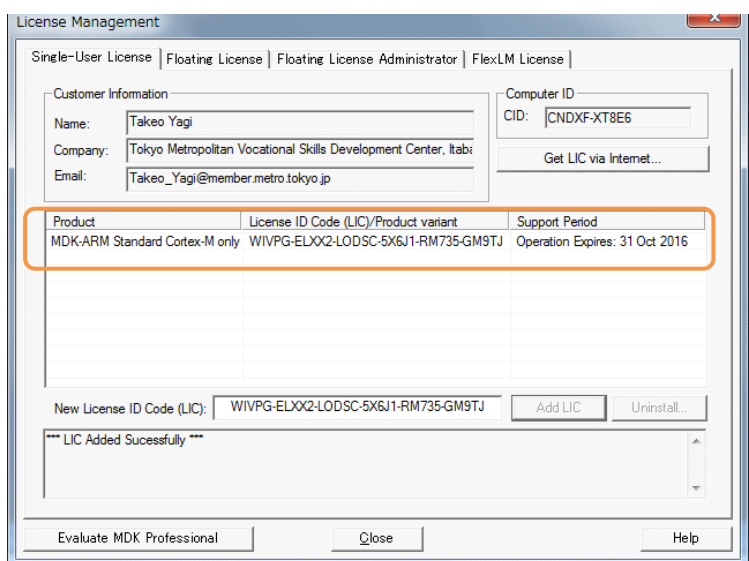 License Management
Single-User License Floating License Floating License Administrator FlexLM License
Customer Information
Name: Takeo Yagi
Company: Tokyo Metropolitan Vocational Skills Development Center, Itaba
Email: Takeo_Yagi@member.metro.tokyo.jp
Computer ID
CID: CNDXF-XT8E6
Get LIC via Internet...
Product License ID Code (LIC)/Product variant Support Period
MDK-ARM Standard Cortex-M only WIVPG-ELXX2-LODSC-5X6J1-RM735-GM9TJ Operation Expires: 31 Oct 2016
New License ID Code (LIC): WIVPG-ELXX2-LODSC-5X6J1-RM735-GM9TJ Add LIC Uninstall...
*** LIC Added Sucessfully ***
Evaluate MDK Professional Close Help